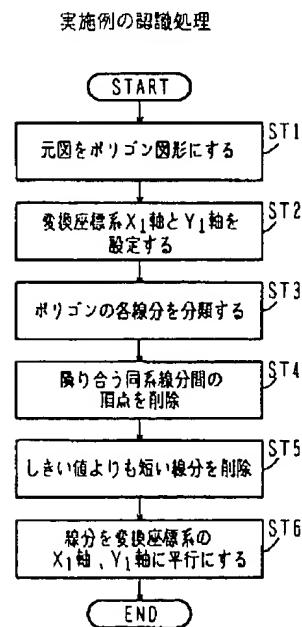 実施例の認識処理
START
ST1
元図をポリゴン図形にする
ST2
変換座標系X₁軸とY₁軸を
設定する
ST3
ポリゴンの各線分を分類する
ST4
隣り合う同系線分間の
頂点を削除
ST5
しきい値よりも短い線分を削除
ST6
線分を変換座標系の
X₁軸、Y₁軸に平行にする
END